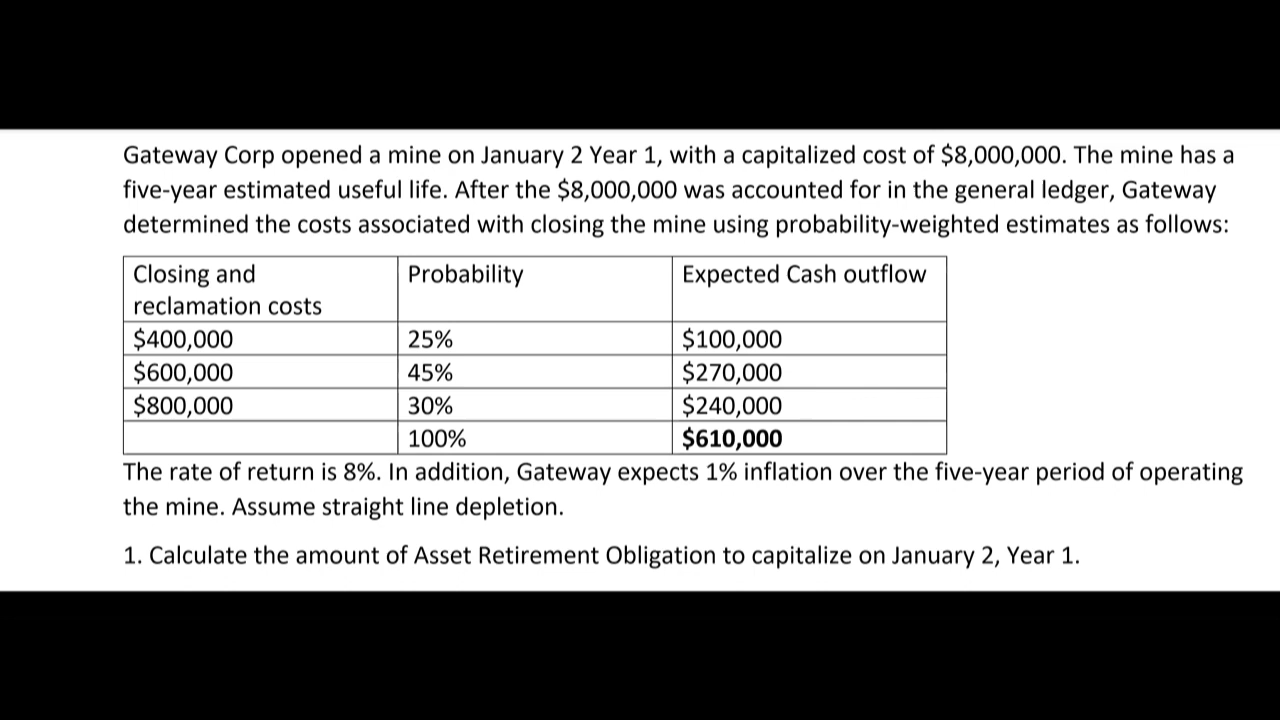 Gateway Corp opened a mine on January 2 Year 1, with a capitalized cost of $8,000,000. The mine has a
five-year estimated useful life. After the $8,000,000 was accounted for in the general ledger, Gateway
determined the costs associated with closing the mine using probability-weighted estimates as follows:
Closing and reclamation costs Probability Expected Cash outflow
$400,000 25% $100,000
$600,000 45% $270,000
$800,000 30% $240,000
100% $610,000
The rate of return is 8%. In addition, Gateway expects 1% inflation over the five-year period of operating
the mine. Assume straight line depletion.
1. Calculate the amount of Asset Retirement Obligation to capitalize on January 2, Year 1.